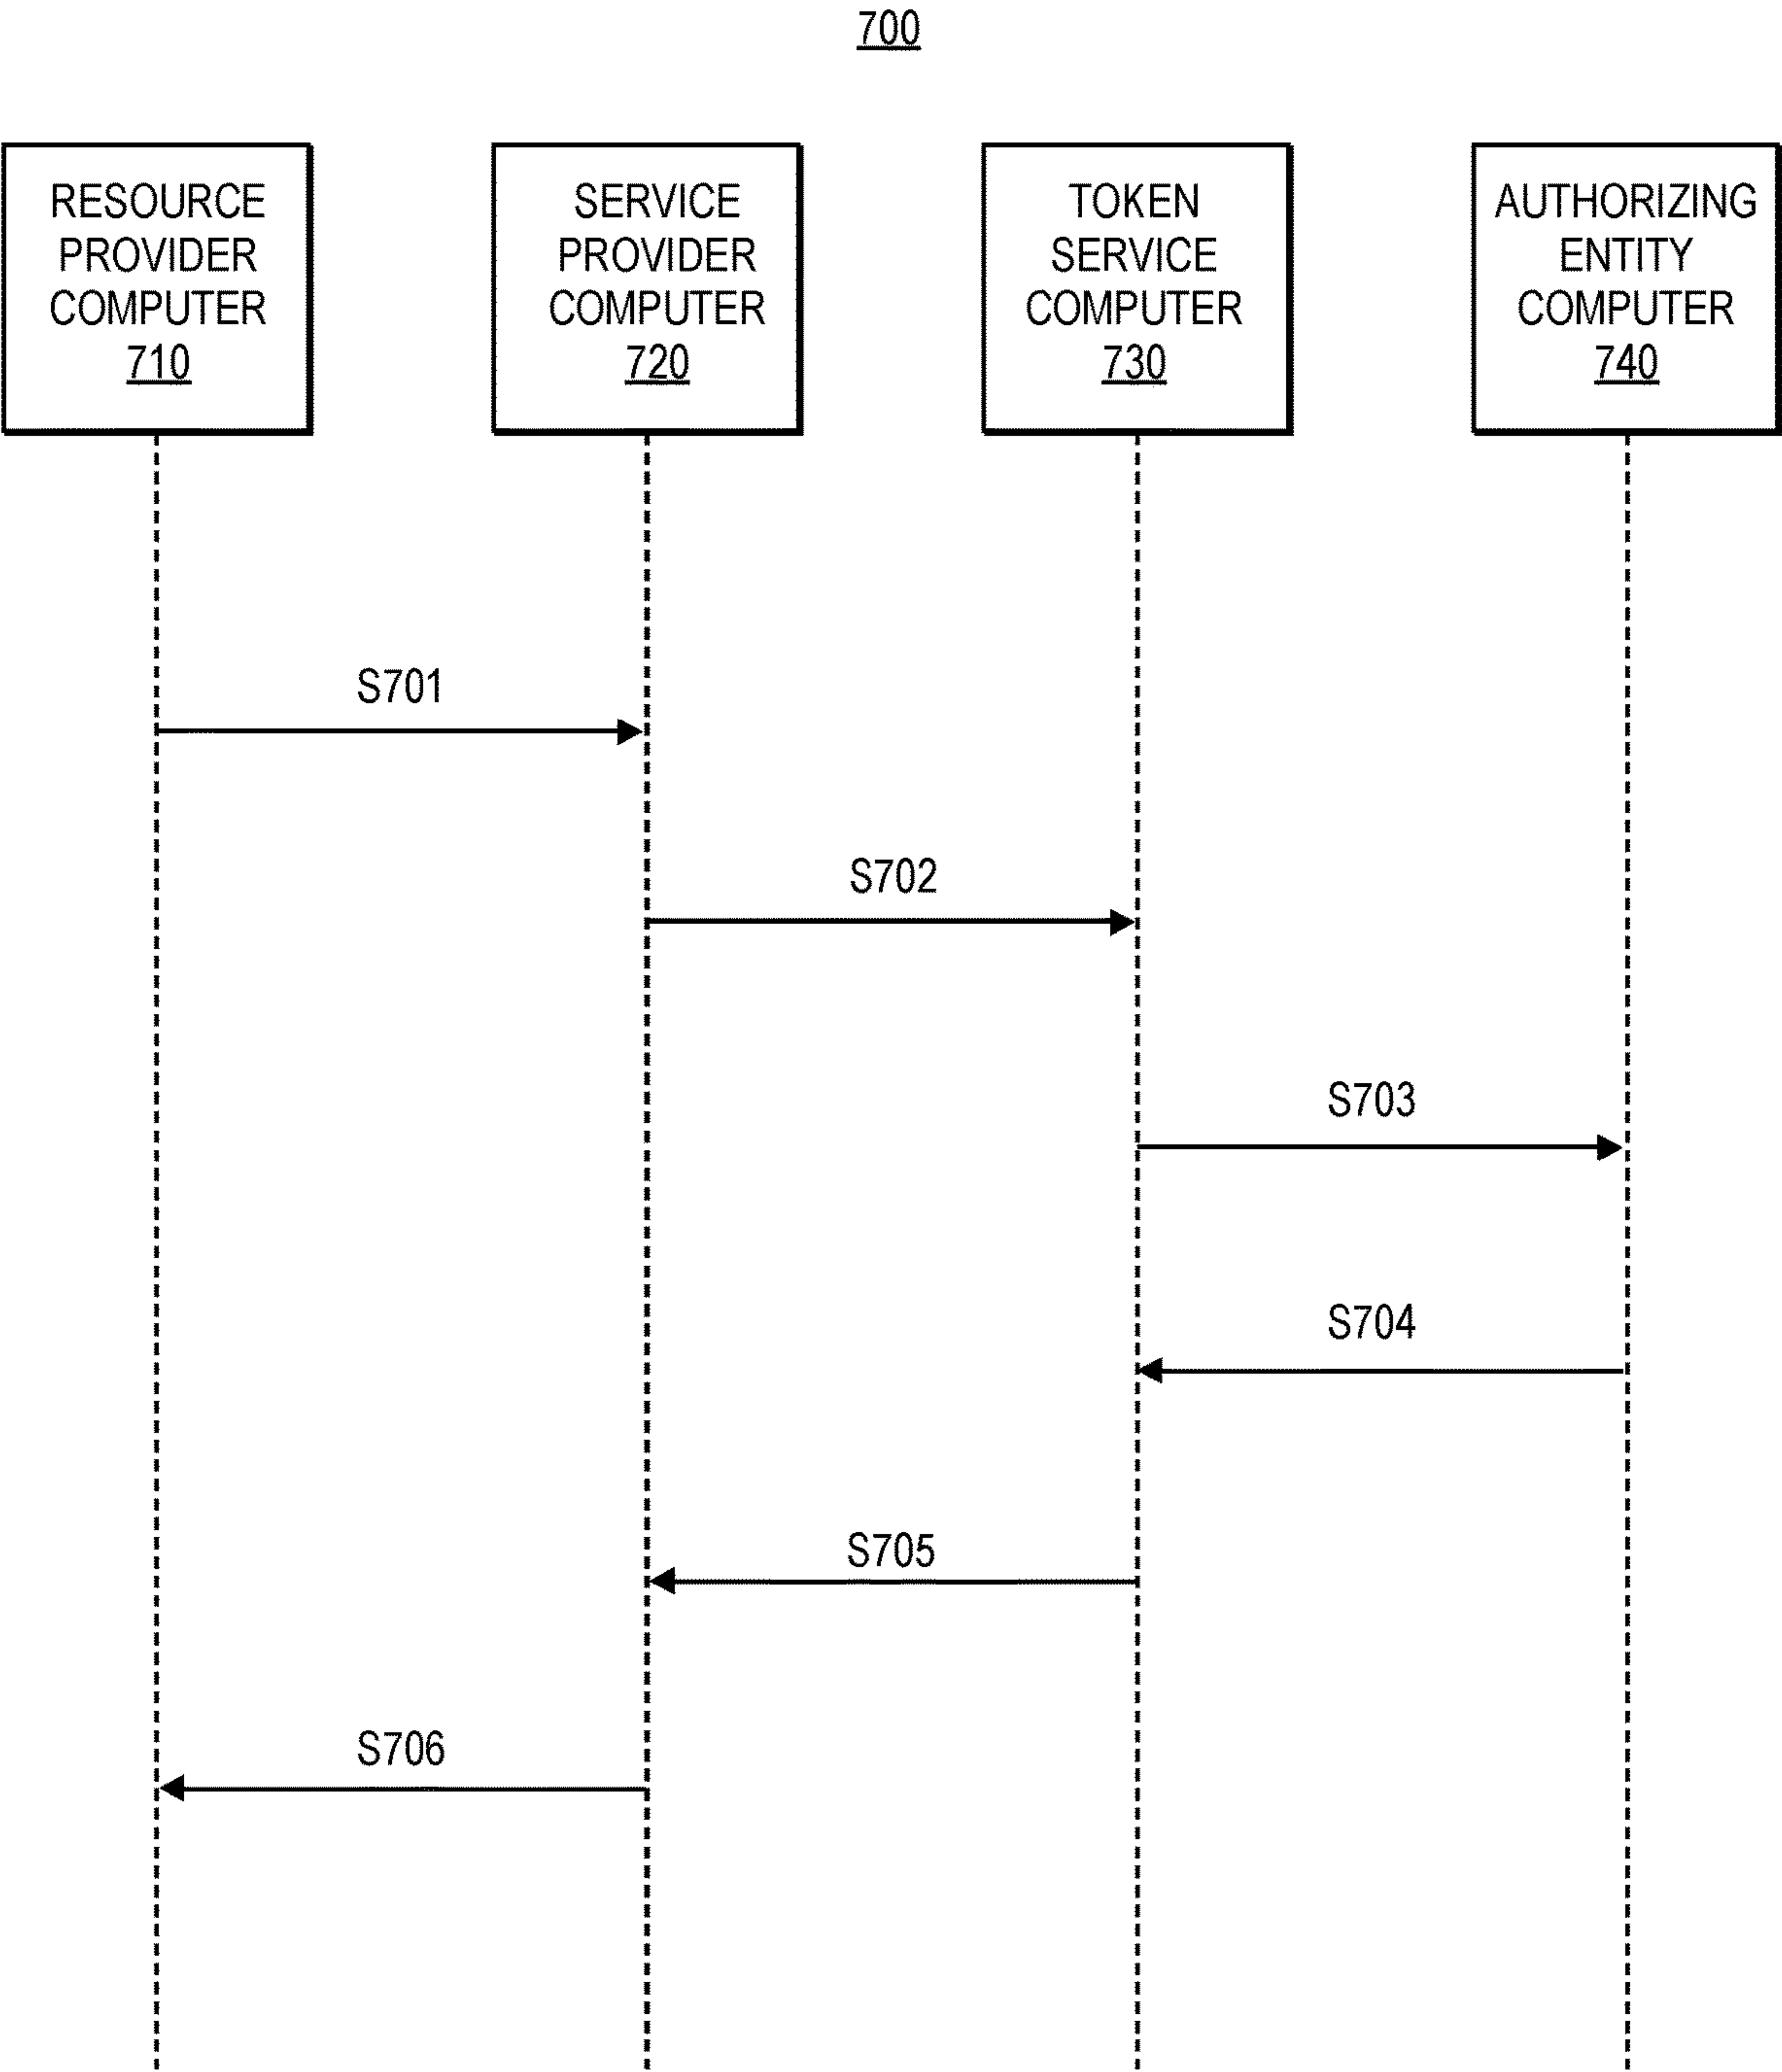 700
RESOURCE
PROVIDER
COMPUTER
710
SERVICE
PROVIDER
COMPUTER
720
TOKEN
SERVICE
COMPUTER
730
AUTHORIZING
ENTITY
COMPUTER
740
S701
S702
S703
S704
S705
S706